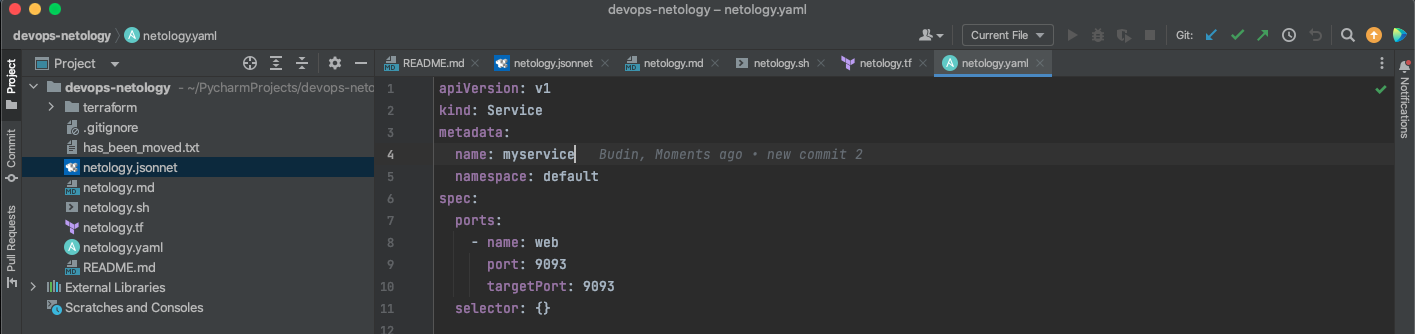 devops-netology – netology.yaml
devops-netology netology.yaml Current File Git:
Project
README.md netology.jsonnet netology.md netology.sh netology.tf netology.yaml
Project
Commit
Pull Requests
devops-netology ~/PycharmProjects/devops-neto
terraform
.gitignore
has_been_moved.txt
netology.jsonnet
netology.md
netology.sh
netology.tf
netology.yaml
README.md
External Libraries
Scratches and Consoles
1 apiVersion: v1
2 kind: Service
3 metadata:
4 name: myservice Budin, Moments ago • new commit 2
5 namespace: default
6 spec:
7 ports:
8 - name: web
9 port: 9093
10 targetPort: 9093
11 selector: {}
12
Notifications